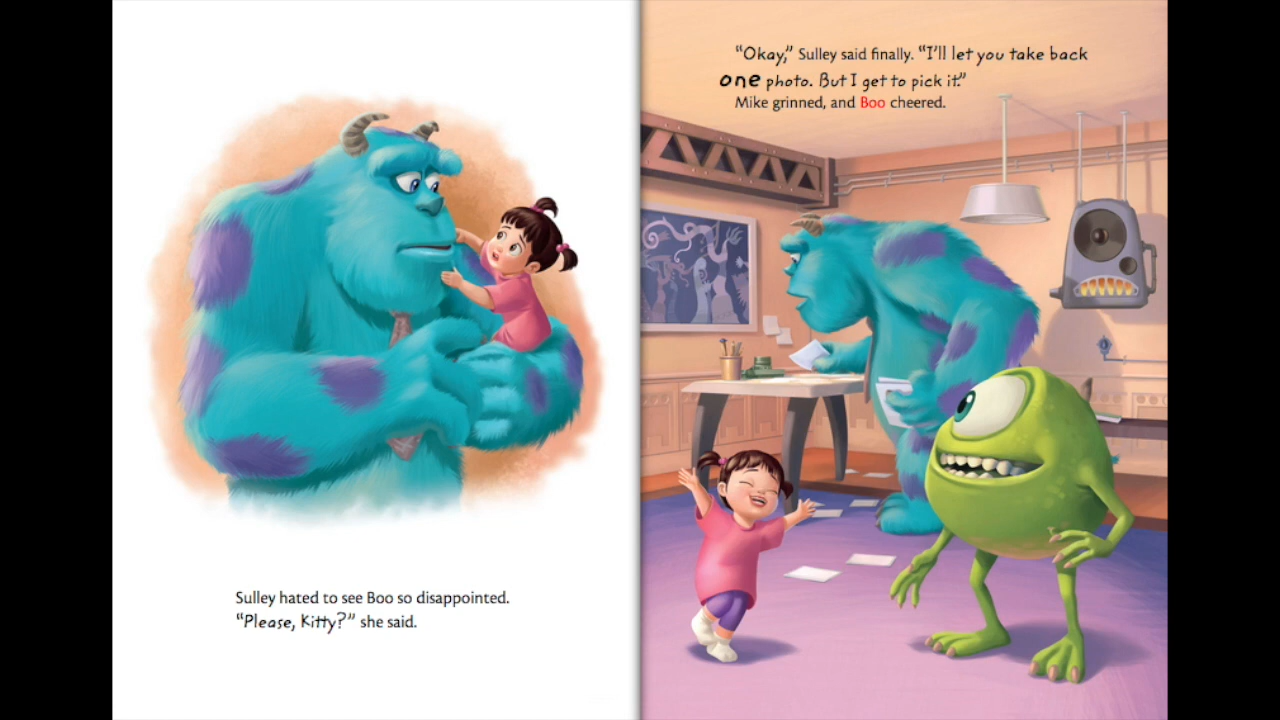 Sulley hated to see Boo so disappointed.
“Please, Kitty?” she said.
“Okay,” Sulley said finally. “I’ll let you take back
one photo. But I get to pick it.”
Mike grinned, and Boo cheered.